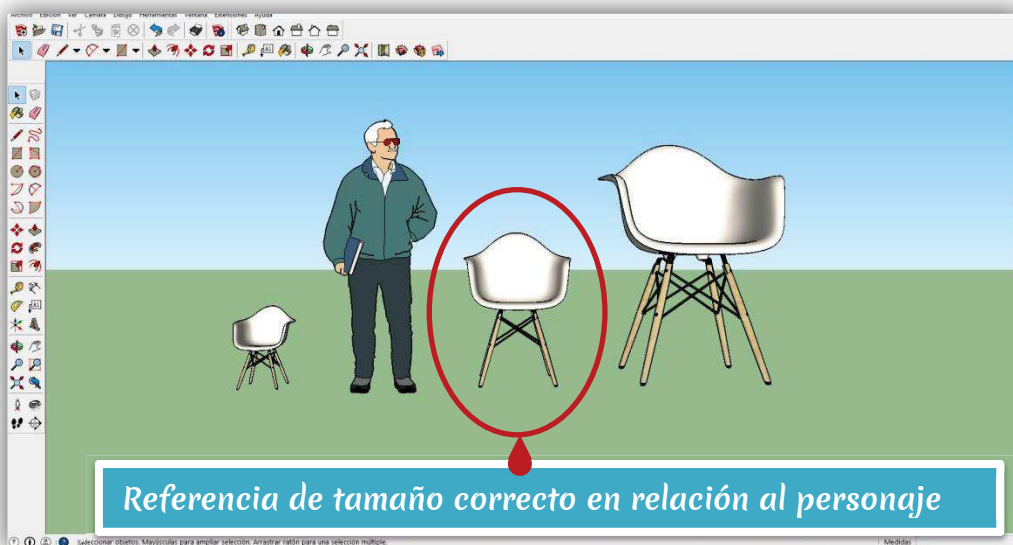 Archivo Edición Ver Cámara Dibujo Herramientas Ventana Extensiones Ayuda
Referencia de tamaño correcto en relación al personaje
Seleccionar objetos. Mayúsculas para ampliar selección. Arrastrar ratón para una selección múltiple.
Medidas